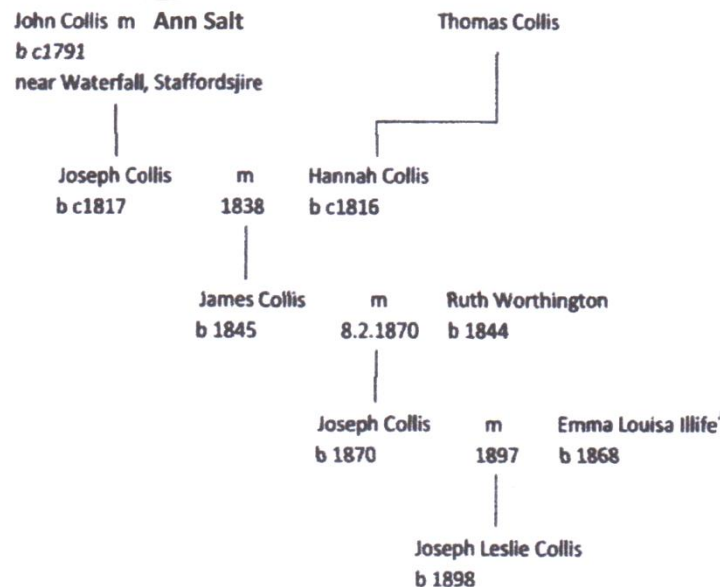 John Collis m Ann Salt
Thomas Collis
b c1791
near Waterfall, Staffordsjire
Joseph Collis m Hannah Collis
b c1817 1838 b c1816
James Collis m Ruth Worthington
b 1845 8.2.1870 b 1844
Joseph Collis m Emma Louisa Illife
b 1870 1897 b 1868
Joseph Leslie Collis
b 1898